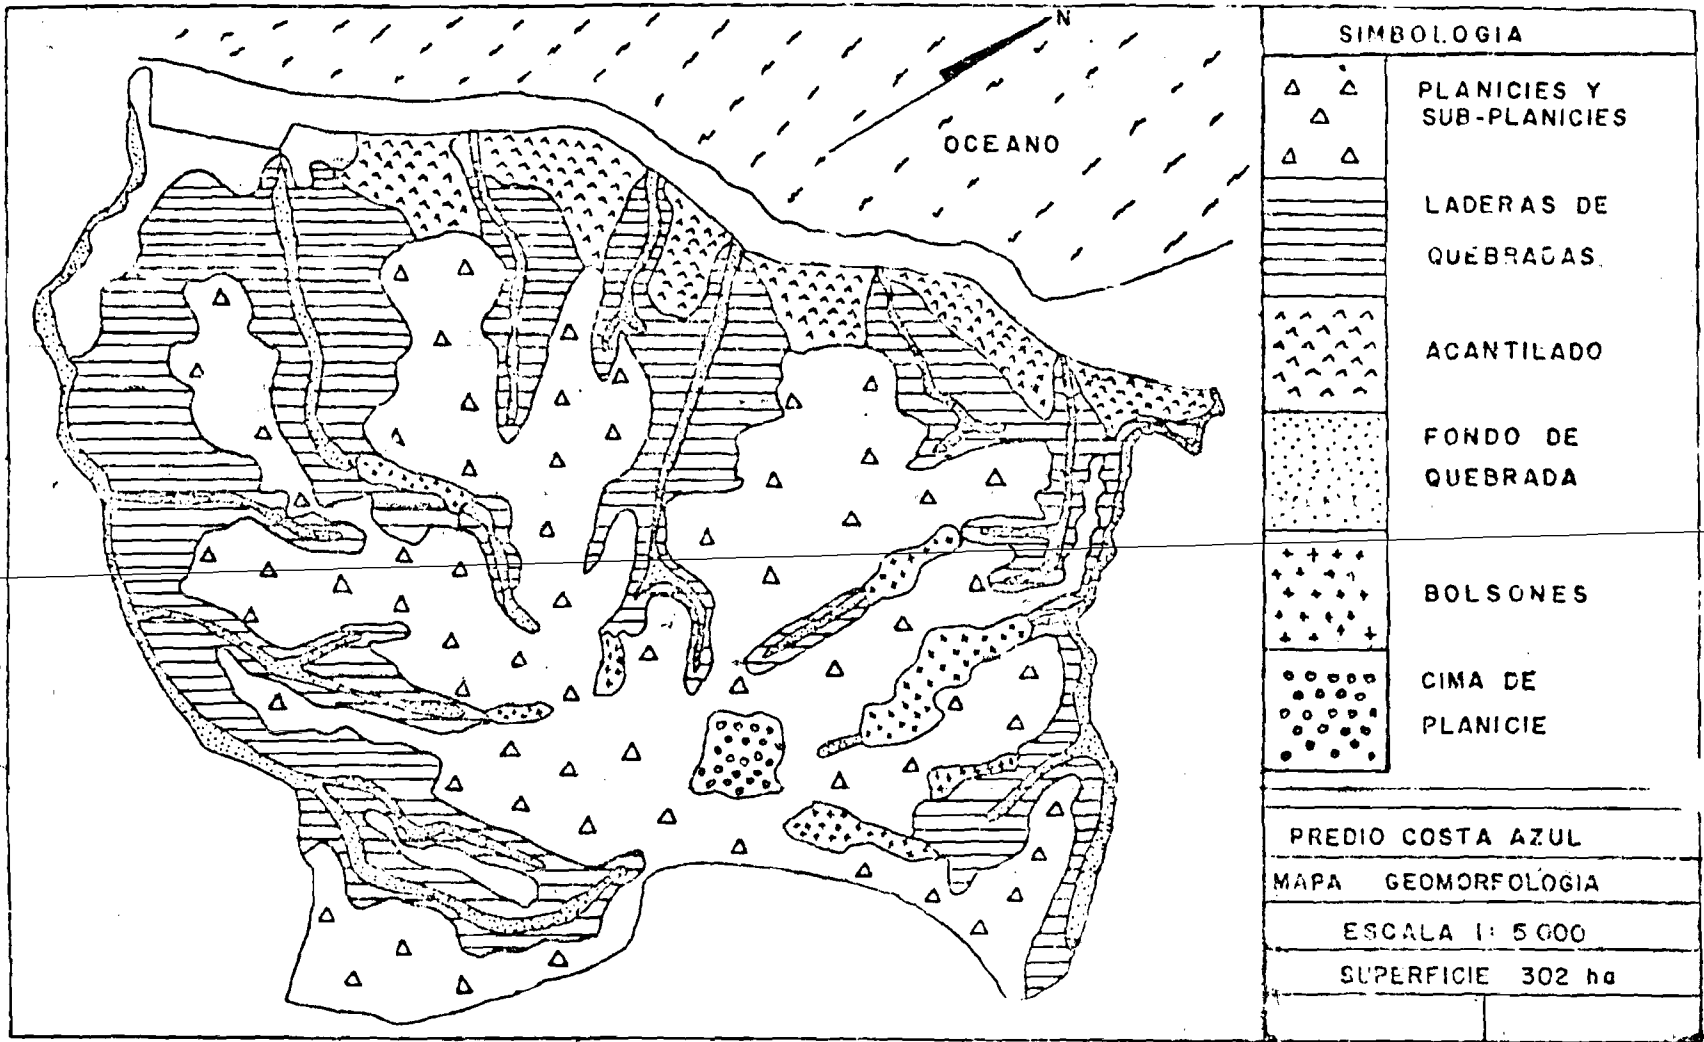 N
OCEANO
SIMBOLOGIA
PLANICIES Y
SUB-PLANICIES
LADERAS DE
QUEBRADAS
ACANTILADO
FONDO DE
QUEBRADA
BOLSONES
CIMA DE
PLANICIE
PREDIO COSTA AZUL
MAPA GEOMORFOLOGIA
ESCALA 1: 5 000
SUPERFICIE 302 ha